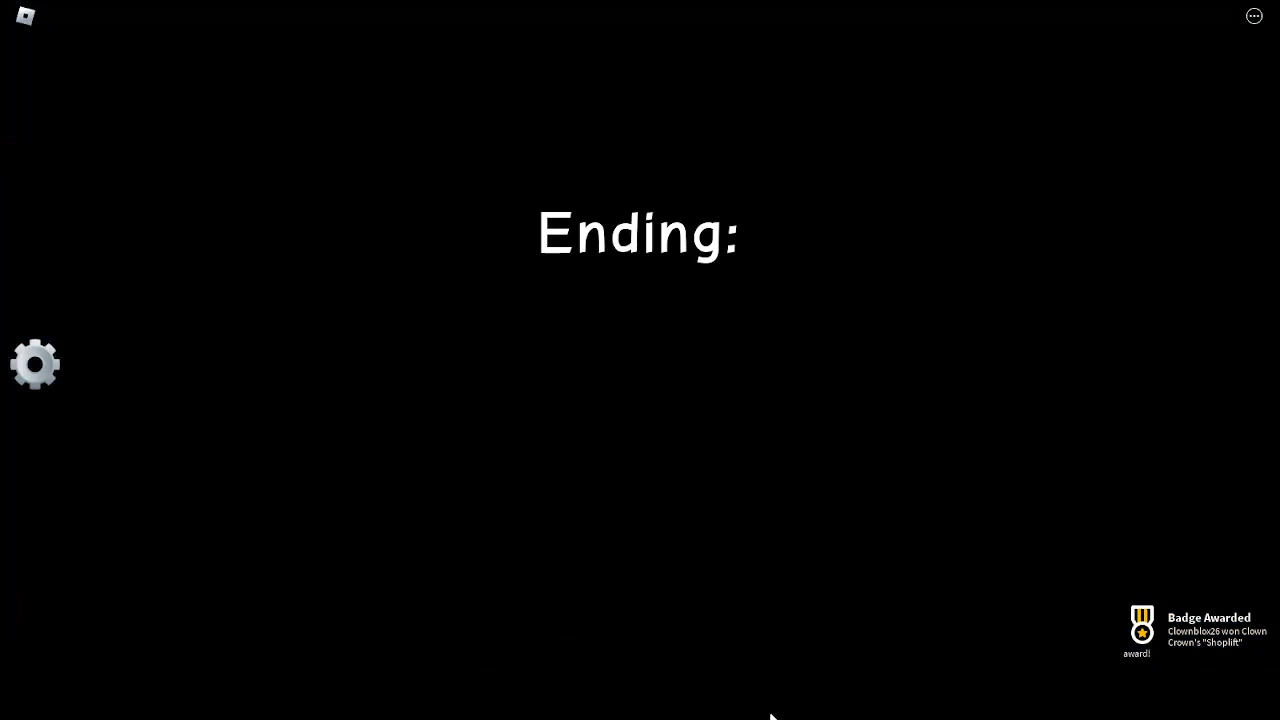 Ending:
Badge Awarded
Clownblox26 won Clown
Crown's "Shoplift"
award!